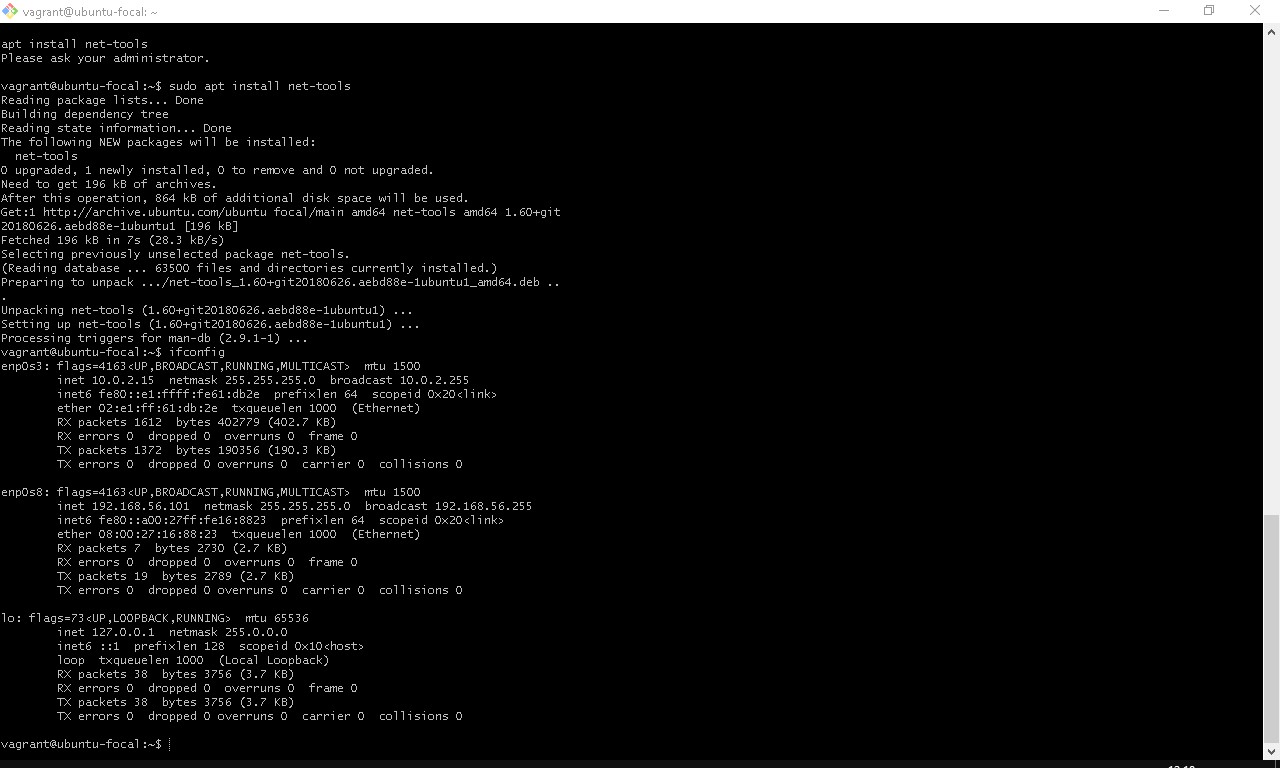 vagrant@ubuntu-focal: ~
apt install net-tools
Please ask your administrator.
vagrant@ubuntu-focal:~$ sudo apt install net-tools
Reading package lists... Done
Building dependency tree
Reading state information... Done
The following NEW packages will be installed:
  net-tools
0 upgraded, 1 newly installed, 0 to remove and 0 not upgraded.
Need to get 196 kB of archives.
After this operation, 864 kB of additional disk space will be used.
Get:1 http://archive.ubuntu.com/ubuntu focal/main amd64 net-tools amd64 1.60+git
20180626.aebd88e-1ubuntu1 [196 kB]
Fetched 196 kB in 7s (28.3 kB/s)
Selecting previously unselected package net-tools.
(Reading database ... 63500 files and directories currently installed.)
Preparing to unpack .../net-tools_1.60+git20180626.aebd88e-1ubuntu1_amd64.deb ..
.
Unpacking net-tools (1.60+git20180626.aebd88e-1ubuntu1) ...
Setting up net-tools (1.60+git20180626.aebd88e-1ubuntu1) ...
Processing triggers for man-db (2.9.1-1) ...
vagrant@ubuntu-focal:~$ ifconfig
enp0s3: flags=4163<UP,BROADCAST,RUNNING,MULTICAST>  mtu 1500
        inet 10.0.2.15  netmask 255.255.255.0  broadcast 10.0.2.255
        inet6 fe80::e1:ffff:fe61:db2e  prefixlen 64  scopeid 0x20<link>
        ether 02:e1:ff:61:db:2e  txqueuelen 1000  (Ethernet)
        RX packets 1612  bytes 402779 (402.7 KB)
        RX errors 0  dropped 0  overruns 0  frame 0
        TX packets 1372  bytes 190356 (190.3 KB)
        TX errors 0  dropped 0 overruns 0  carrier 0  collisions 0
enp0s8: flags=4163<UP,BROADCAST,RUNNING,MULTICAST>  mtu 1500
        inet 192.168.56.101  netmask 255.255.255.0  broadcast 192.168.56.255
        inet6 fe80::a00:27ff:fe16:8823  prefixlen 64  scopeid 0x20<link>
        ether 08:00:27:16:88:23  txqueuelen 1000  (Ethernet)
        RX packets 7  bytes 2730 (2.7 KB)
        RX errors 0  dropped 0  overruns 0  frame 0
        TX packets 19  bytes 2789 (2.7 KB)
        TX errors 0  dropped 0 overruns 0  carrier 0  collisions 0
lo: flags=73<UP,LOOPBACK,RUNNING>  mtu 65536
        inet 127.0.0.1  netmask 255.0.0.0
        inet6 ::1  prefixlen 128  scopeid 0x10<host>
        loop  txqueuelen 1000  (Local Loopback)
        RX packets 38  bytes 3756 (3.7 KB)
        RX errors 0  dropped 0  overruns 0  frame 0
        TX packets 38  bytes 3756 (3.7 KB)
        TX errors 0  dropped 0 overruns 0  carrier 0  collisions 0
vagrant@ubuntu-focal:~$